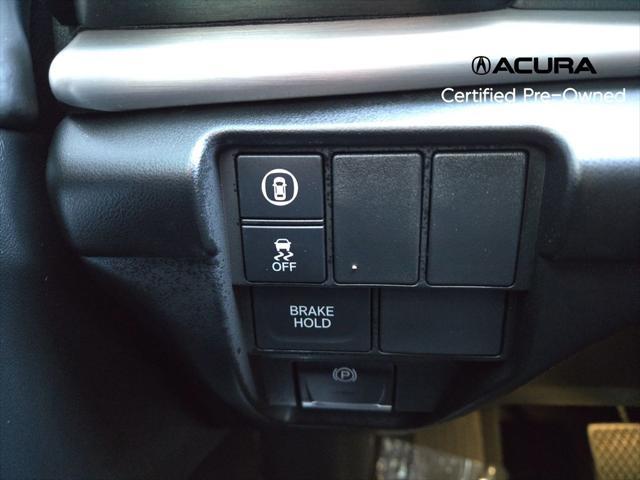 ACURA
Certified Pre-Owned
OFF
BRAKE
HOLD
P